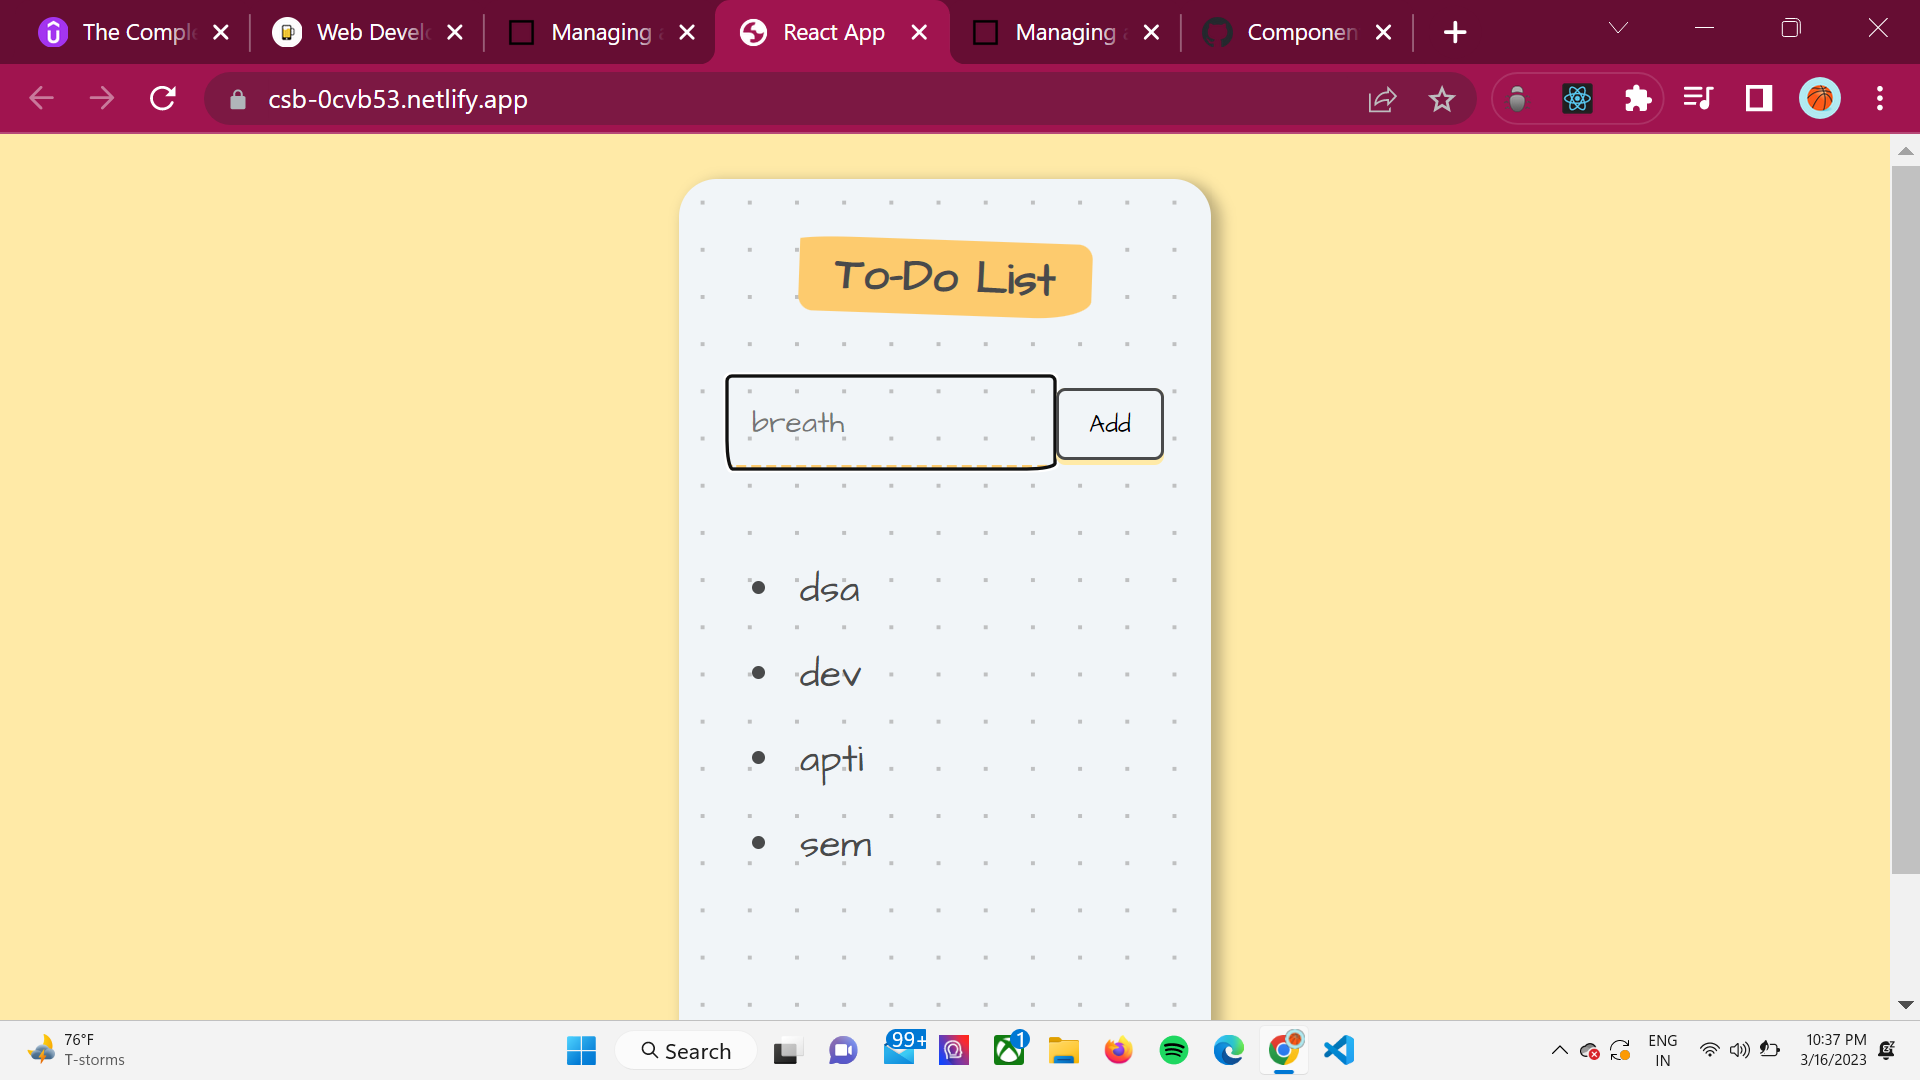 The Comple
Web Develo
Managing a
React App
Managing a
Componen
csb-0cvb53.netlify.app
To-Do List
breath
Add
dsa
dev
apti
sem
76°F
T-storms
Search
99+
1
ENG
IN
10:37 PM
3/16/2023